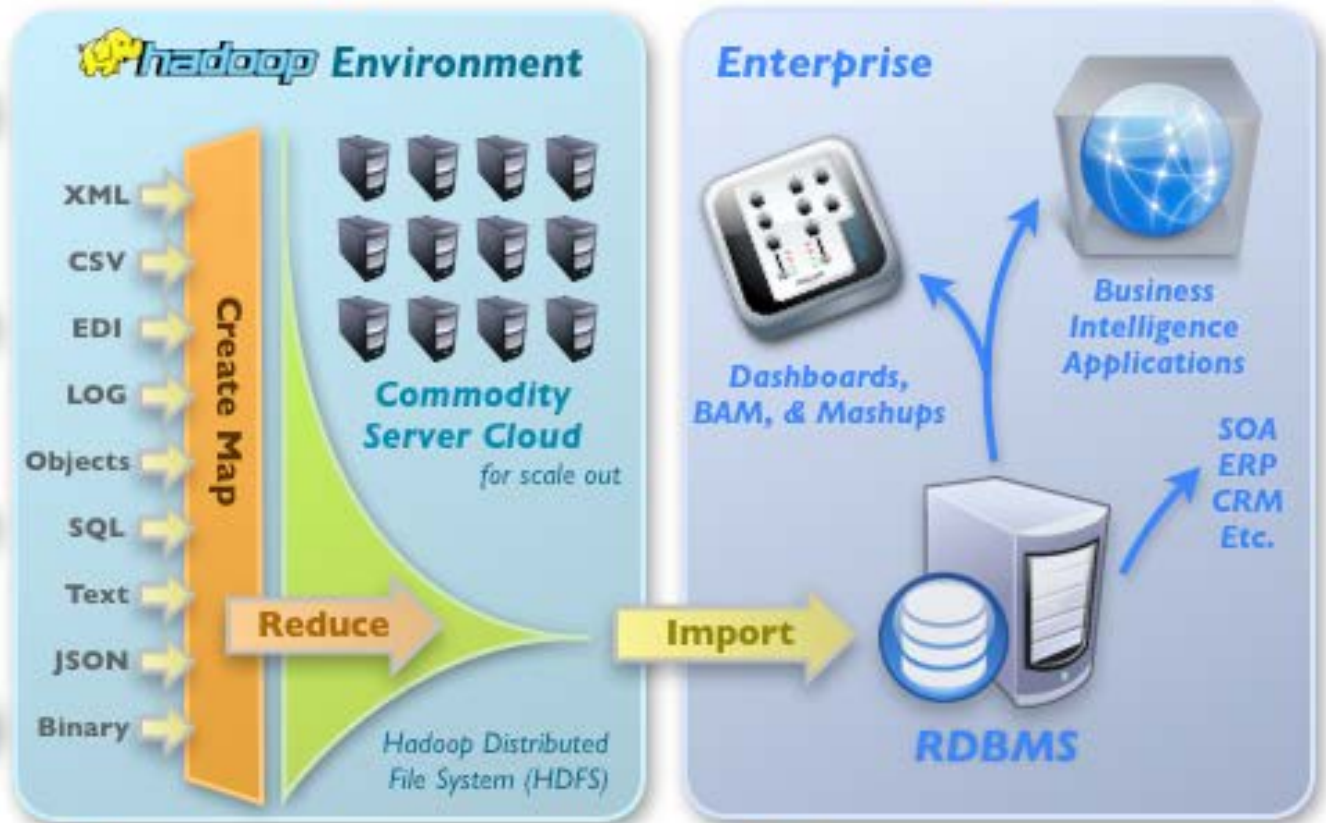 hadoop Environment
XML
CSV
EDI
LOG
Objects
SQL
Text
JSON
Binary
Create Map
Commodity
Server Cloud
for scale out
Reduce
Hadoop Distributed
File System (HDFS)
Import
Enterprise
Dashboards,
BAM, & Mashups
Business
Intelligence
Applications
SOA
ERP
CRM
Etc.
RDBMS